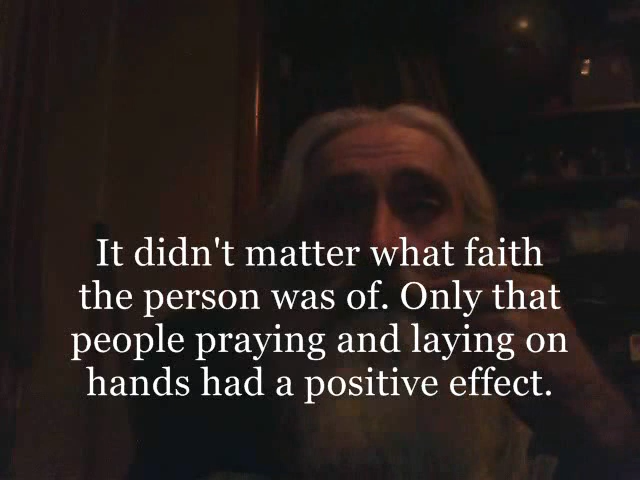 It didn't matter what faith
the person was of. Only that
people praying and laying on
hands had a positive effect.